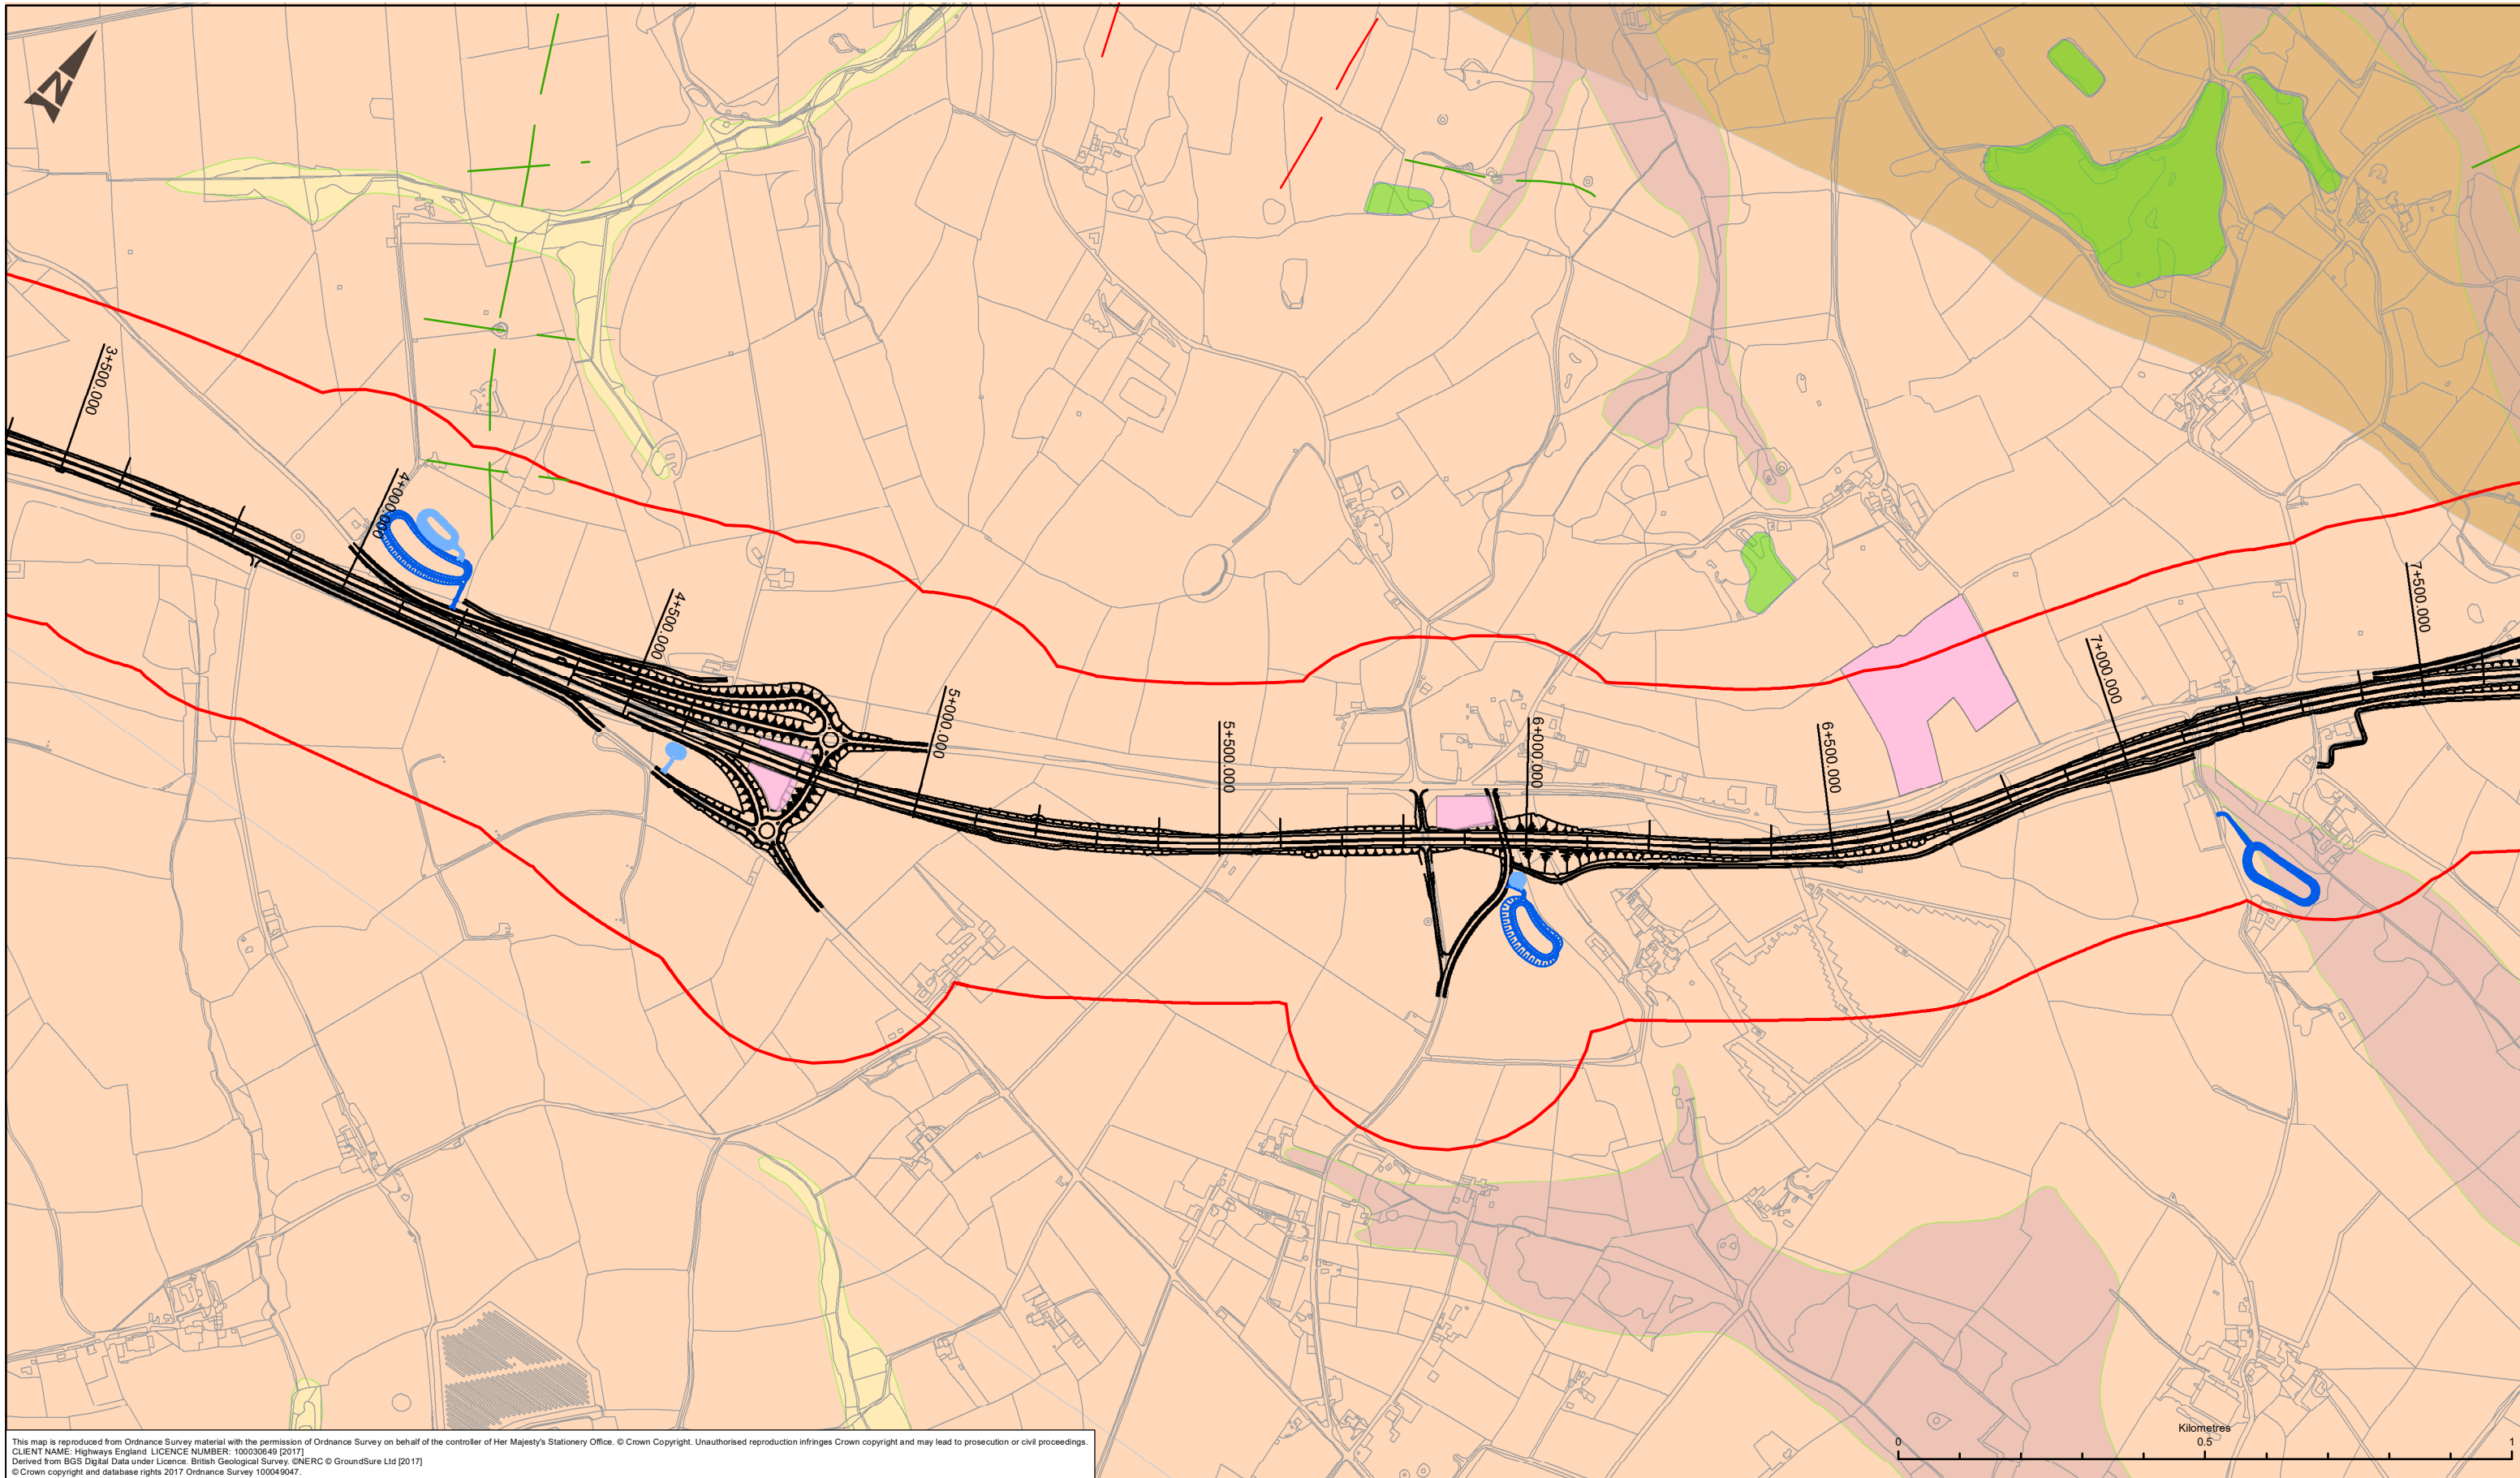 N
3+500.000
4+000.000
4+500.000
5+000.000
5+500.000
6+000.000
6+500.000
7+000.000
7+500.000
Kilometres
0 0.5 1
This map is reproduced from Ordnance Survey material with the permission of Ordnance Survey on behalf of the controller of Her Majesty's Stationery Office. © Crown Copyright. Unauthorised reproduction infringes Crown copyright and may lead to prosecution or civil proceedings.
CLIENT NAME: Highways England LICENCE NUMBER: 100030649 [2017]
Derived from BGS Digital Data under Licence. British Geological Survey. ©NERC © GroundSure Ltd [2017]
© Crown copyright and database rights 2017 Ordnance Survey 100049047.